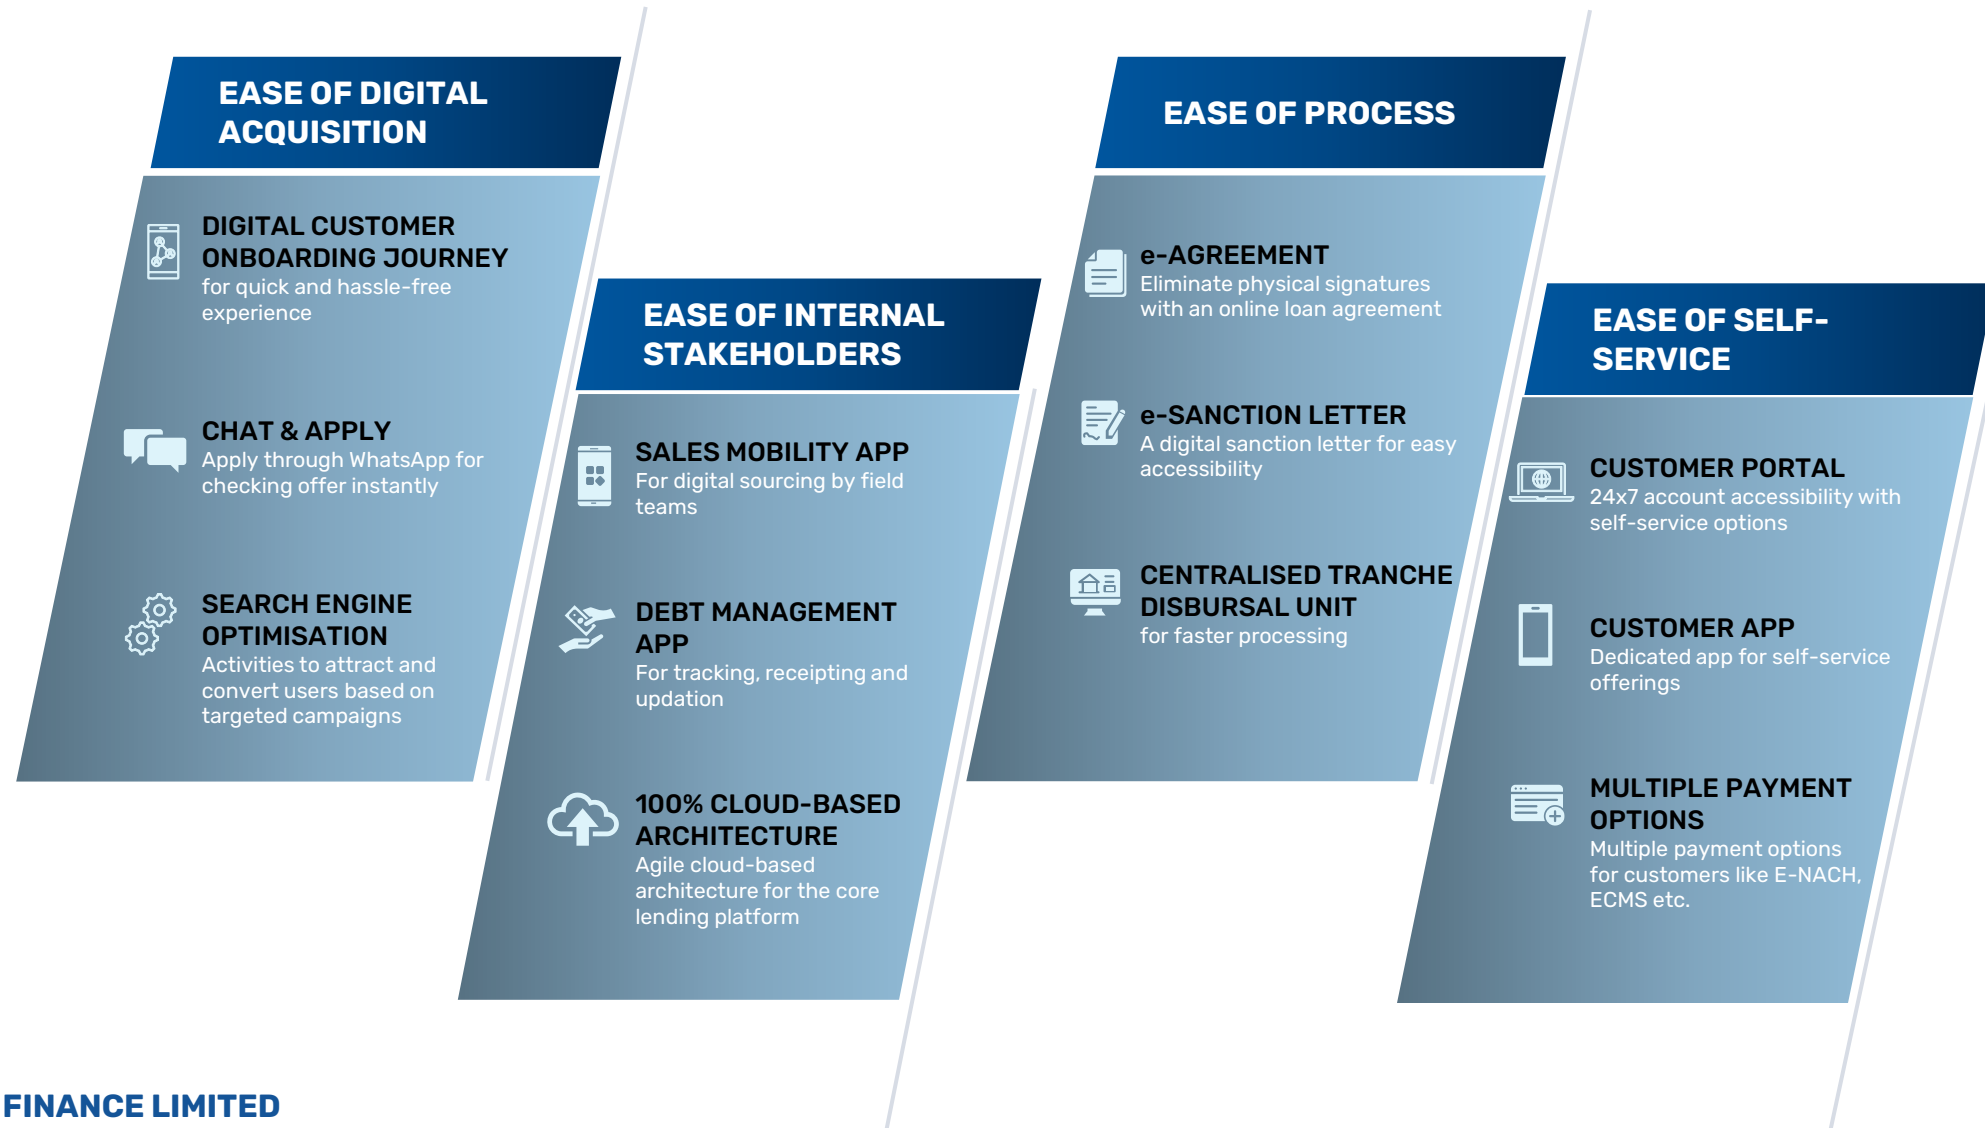 EASE OF DIGITAL
ACQUISITION
DIGITAL CUSTOMER
ONBOARDING JOURNEY
for quick and hassle-free
experience
CHAT & APPLY
Apply through WhatsApp for
checking offer instantly
SEARCH ENGINE
OPTIMISATION
Activities to attract and
convert users based on
targeted campaigns
EASE OF INTERNAL
STAKEHOLDERS
SALES MOBILITY APP
For digital sourcing by field
teams
DEBT MANAGEMENT
APP
For tracking, receipting and
updation
100% CLOUD-BASED
ARCHITECTURE
Agile cloud-based
architecture for the core
lending platform
EASE OF PROCESS
e-AGREEMENT
Eliminate physical signatures
with an online loan agreement
e-SANCTION LETTER
A digital sanction letter for easy
accessibility
CENTRALISED TRANCHE
DISBURSAL UNIT
for faster processing
EASE OF SELF-
SERVICE
CUSTOMER PORTAL
24x7 account accessibility with
self-service options
CUSTOMER APP
Dedicated app for self-service
offerings
MULTIPLE PAYMENT
OPTIONS
Multiple payment options
for customers like E-NACH,
ECMS etc.
FINANCE LIMITED